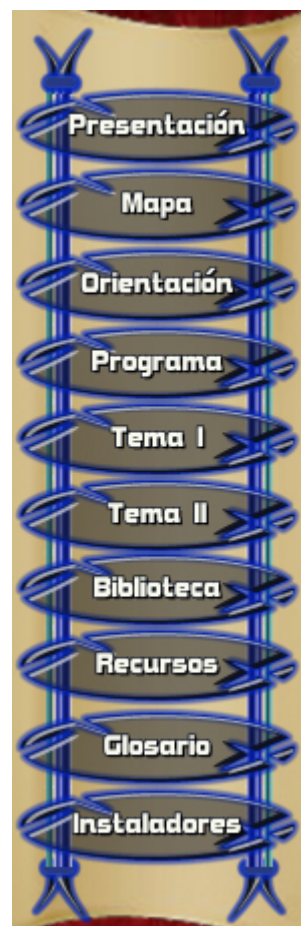 Presentación
Mapa
Orientación
Programa
Tema I
Tema II
Biblioteca
Recursos
Glosario
Instaladores